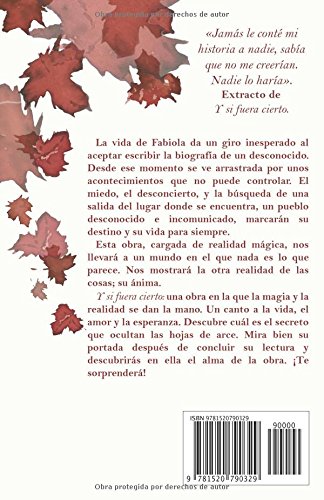 Obra protegida por derechos de autor
«Jamás le conté mi
historia a nadie, sabía
que no me creerían.
Nadie lo haría».
Extracto de
Y si fuera cierto.
La vida de Fabiola da un giro inesperado al
aceptar escribir la biografía de un desconocido.
Desde ese momento se ve arrastrada por unos
acontecimientos que no puede controlar. El
miedo, el desconcierto, y la búsqueda de una
salida del lugar donde se encuentra, un pueblo
desconocido e incomunicado, marcarán su
destino y su vida para siempre.
Esta obra, cargada de realidad mágica, nos
llevará a un mundo en el que nada es lo que
parece. Nos mostrará la otra realidad de las
cosas; su ánima.
Y si fuera cierto: una obra en la que la magia y la
realidad se dan la mano. Un canto a la vida, el
amor y la esperanza. Descubre cuál es el secreto
que ocultan las hojas de arce. Mira bien su
portada después de concluir su lectura y
descubrirás en ella el alma de la obra. ¡Te
sorprenderá!
ISBN 9781520790329
90000
9 781520 790329
Obra protegida por derechos de autor